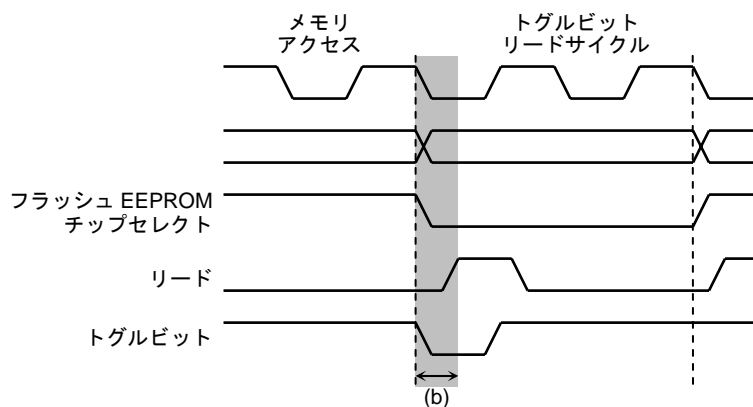 メモリ
アクセス
トグルビット
リードサイクル
フラッシュ EEPROM
チップセレクト
リード
トグルビット
(b)